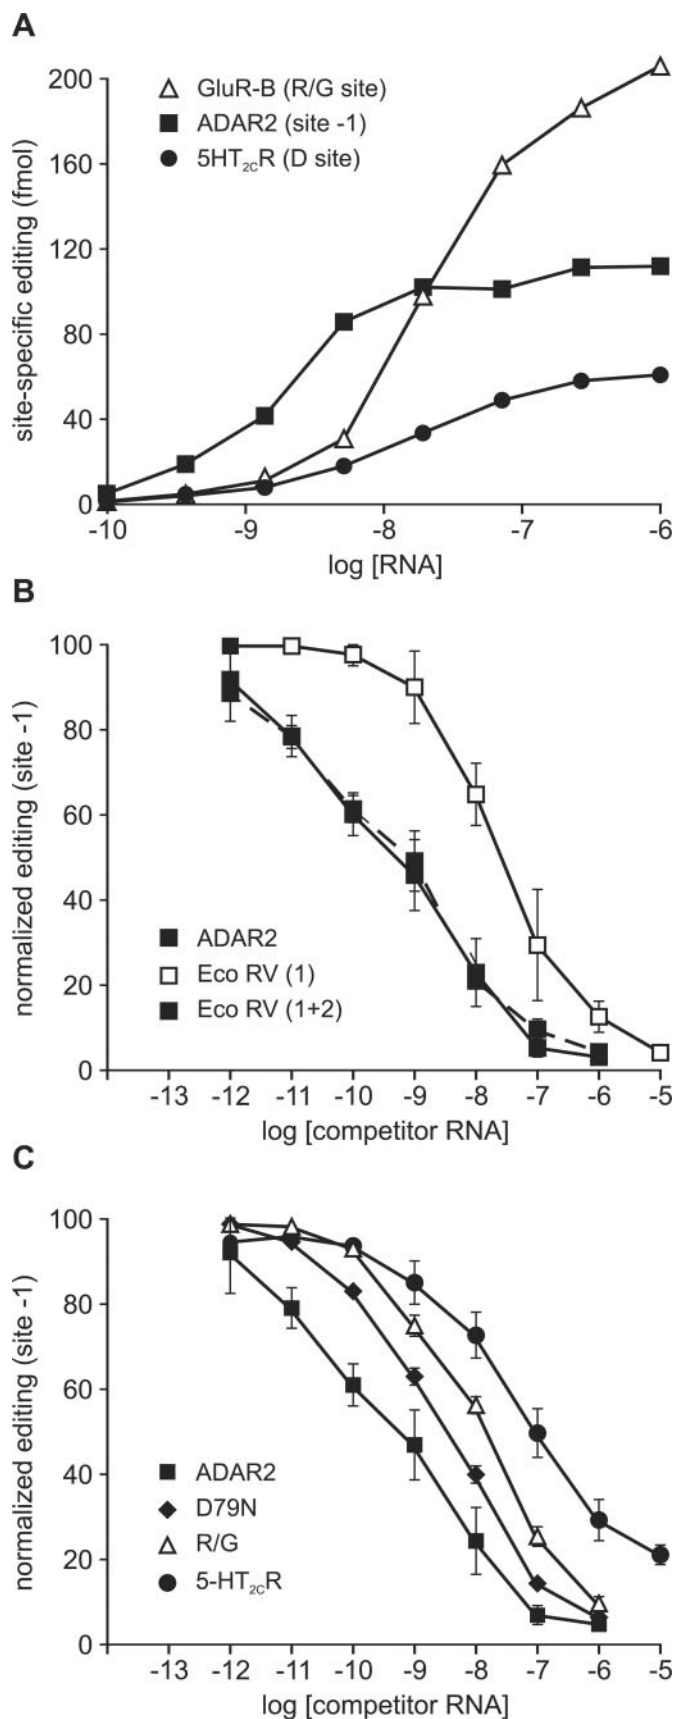 A
200
160
120
80
40
0
site-specific editing (fmol)
GluR-B (R/G site)
ADAR2 (site -1)
5HT₂CR (D site)
-10 -9 -8 -7 -6
log [RNA]
B
100
80
60
40
20
0
normalized editing (site -1)
ADAR2
Eco RV (1)
Eco RV (1+2)
-13 -12 -11 -10 -9 -8 -7 -6 -5
log [competitor RNA]
C
100
80
60
40
20
0
normalized editing (site -1)
ADAR2
D79N
R/G
5-HT₂CR
-13 -12 -11 -10 -9 -8 -7 -6 -5
log [competitor RNA]